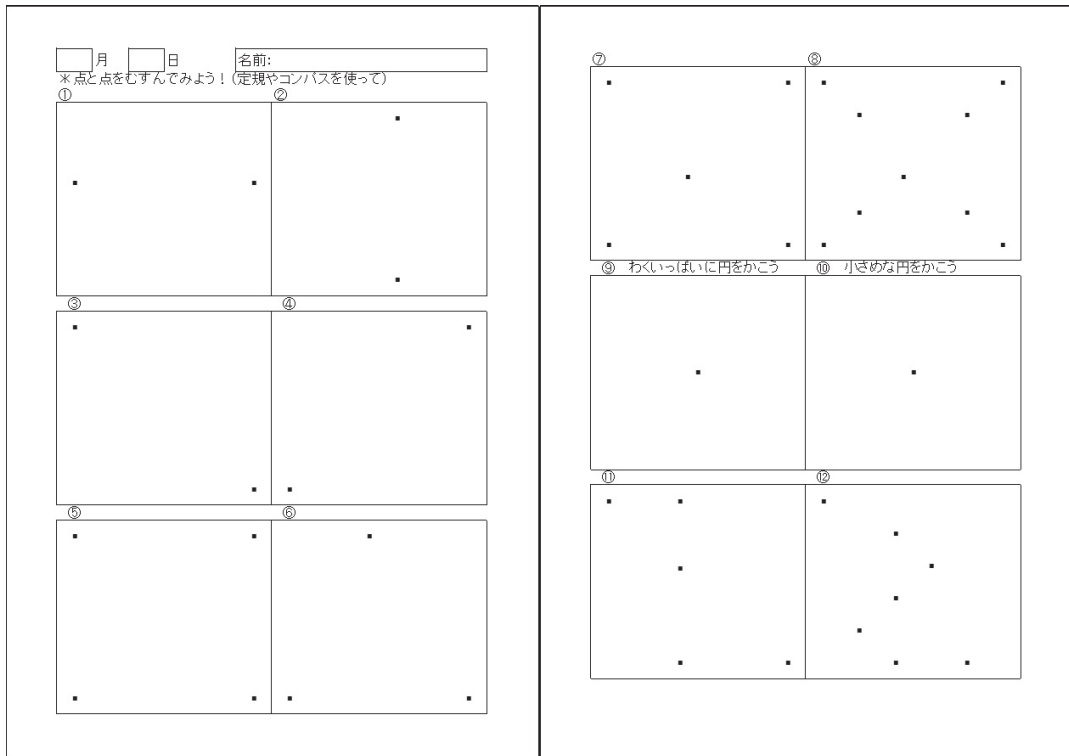 月 日 名前:
＊点と点をむすんでみよう！(定規やコンパスを使って)
① ②
③ ④
⑤ ⑥
⑦ ⑧
⑨ わくいっぱいに円をかこう ⑩ 小さめな円をかこう
⑪ ⑫